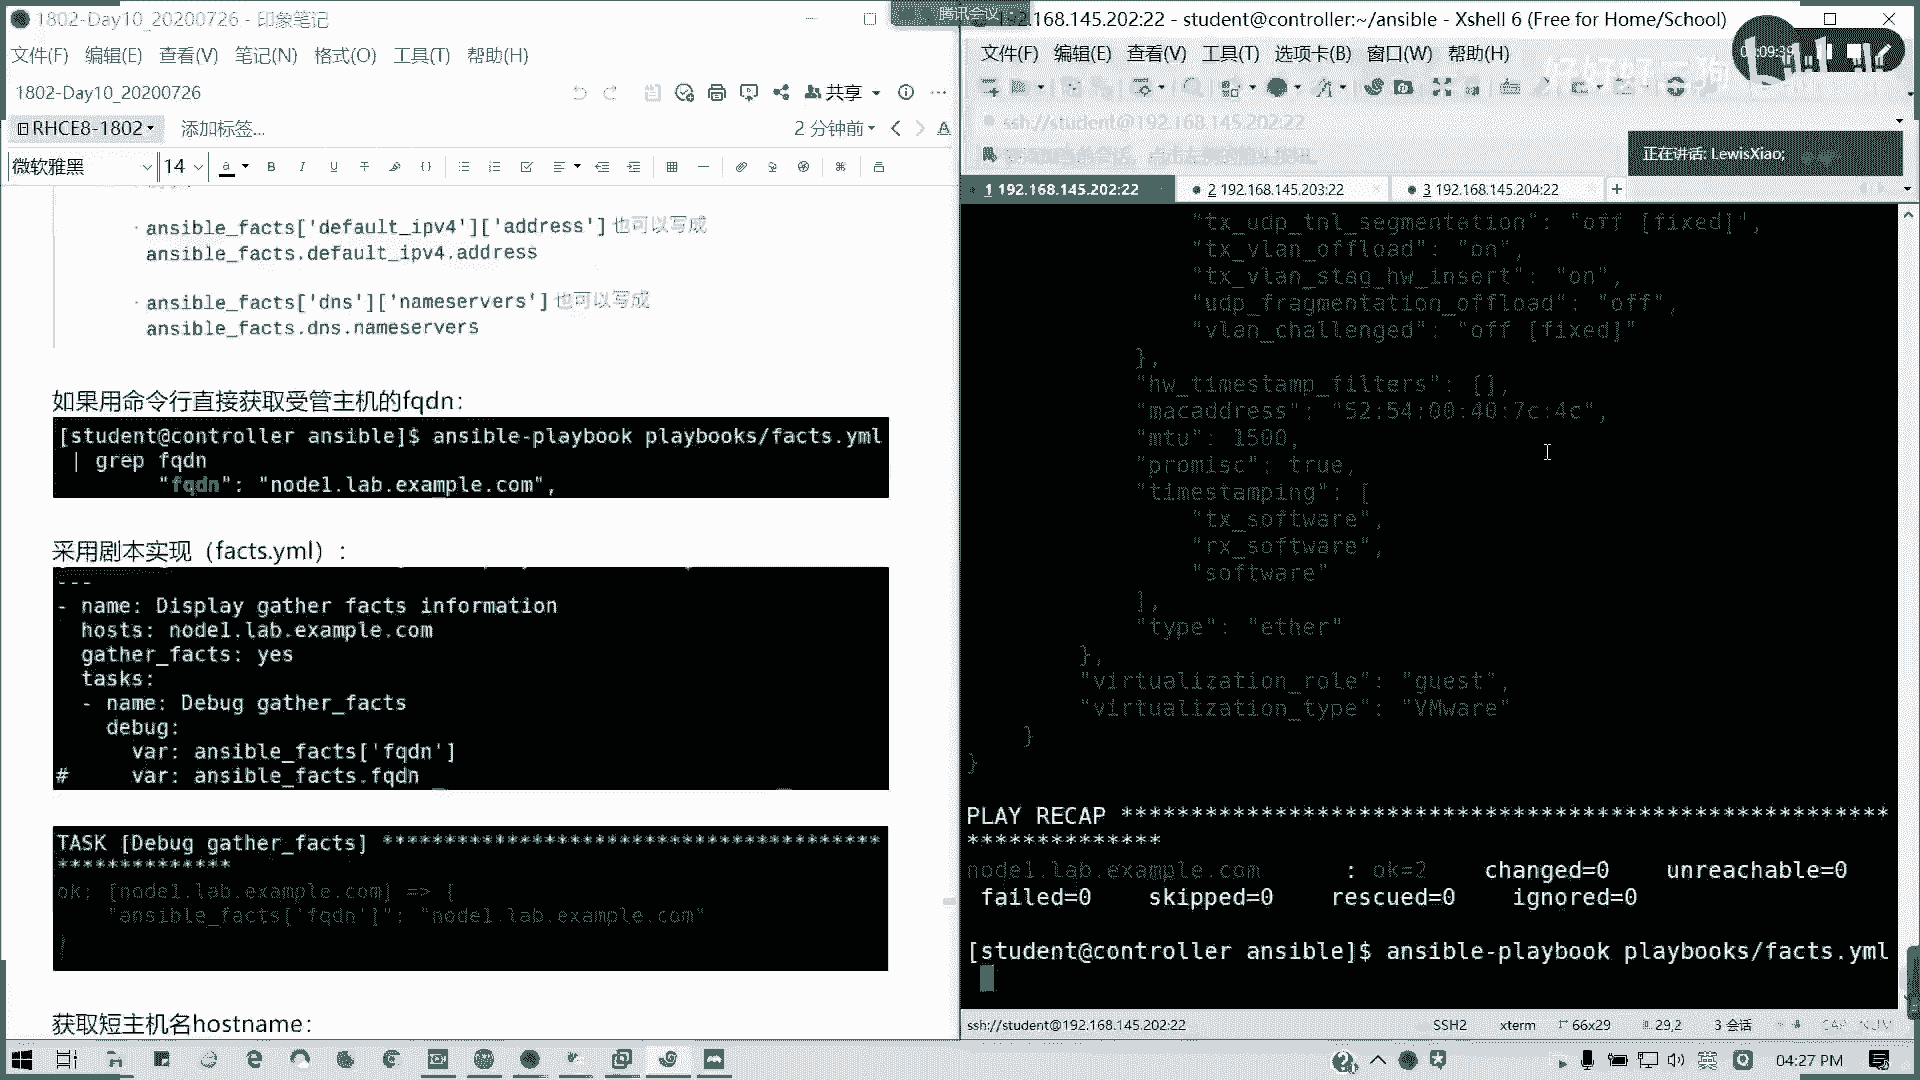 1802-Day10_20200726 - 印象笔记
文件(F) 编辑(E) 查看(V) 笔记(N) 格式(O) 工具(T) 帮助(H)
1802-Day10_20200726
共享
RHCE8-1802
添加标签...
2 分钟前
微软雅黑
14
ansible_facts['default_ipv4']['address'] 也可以写成
ansible_facts.default_ipv4.address
ansible_facts['dns']['nameservers'] 也可以写成
ansible_facts.dns.nameservers
如果用命令行直接获取受管主机的fqdn：
[student@controller ansible]$ ansible-playbook playbooks/facts.yml
| grep fqdn
"fqdn": "node1.lab.example.com",
采用剧本实现（facts.yml）：
---
- name: Display gather facts information
hosts: node1.lab.example.com
gather_facts: yes
tasks:
- name: Debug gather_facts
debug:
var: ansible_facts['fqdn']
# var: ansible_facts.fqdn
TASK [Debug gather_facts] ****************************************
**************
ok: [node1.lab.example.com] => {
"ansible_facts['fqdn']": "node1.lab.example.com"
}
获取短主机名hostname：
腾讯会议
.168.145.202:22 - student@controller:~/ansible - Xshell 6 (Free for Home/School)
文件(F) 编辑(E) 查看(V) 工具(T) 选项卡(B) 窗口(W) 帮助(H)
ssh://student@192.168.145.202:22
正在讲话: LewisXiao;
1 192.168.145.202:22
2 192.168.145.203:22
3 192.168.145.204:22
"tx_udp_tnl_segmentation": "off [fixed]",
"tx_vlan_offload": "on",
"tx_vlan_stag_hw_insert": "on",
"udp_fragmentation_offload": "off",
"vlan_challenged": "off [fixed]"
},
"hw_timestamp_filters": [],
"macaddress": "52:54:00:40:7c:4c",
"mtu": 1500,
"promisc": true,
"timestamping": [
"tx_software",
"rx_software",
"software"
],
"type": "ether"
},
"virtualization_role": "guest",
"virtualization_type": "VMware"
}
}
PLAY RECAP *******************************************************
**************
node1.lab.example.com : ok=2 changed=0 unreachable=0
failed=0 skipped=0 rescued=0 ignored=0
[student@controller ansible]$ ansible-playbook playbooks/facts.yml
ssh://student@192.168.145.202:22
SSH2
xterm
66x29
29,2
3 会话
CAP NUM
英
04:27 PM